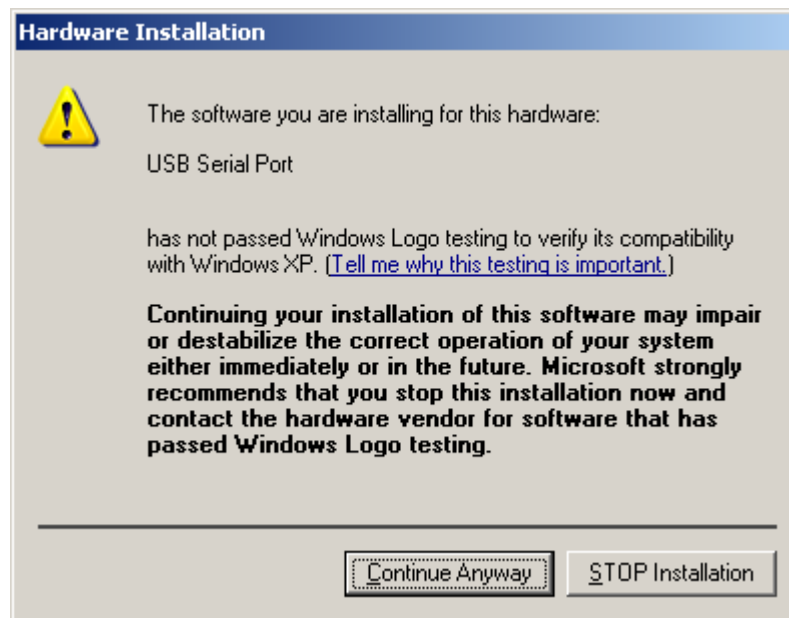 Hardware Installation
The software you are installing for this hardware:
USB Serial Port
has not passed Windows Logo testing to verify its compatibility
with Windows XP. (Tell me why this testing is important.)
Continuing your installation of this software may impair
or destabilize the correct operation of your system
either immediately or in the future. Microsoft strongly
recommends that you stop this installation now and
contact the hardware vendor for software that has
passed Windows Logo testing.
Continue Anyway
STOP Installation